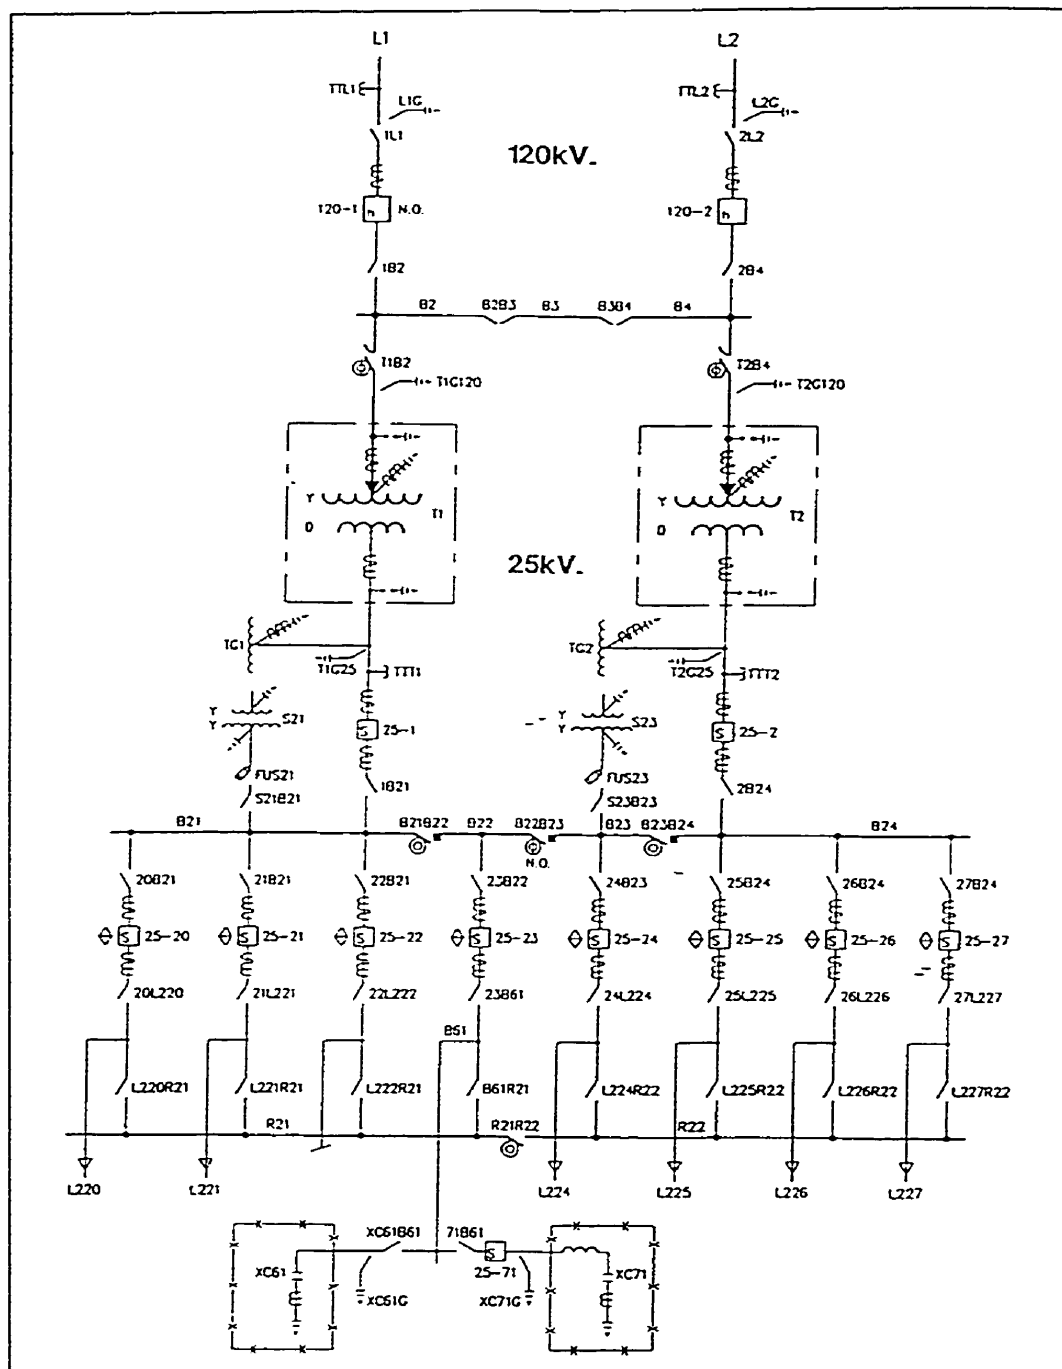 L1 L2
TTL1 L1G TTL2 L2G
1L1 2L2
120kV.
120-1 N.O. 120-2
1B2 2B4
B2 B2B3 B3 B3B4 B4
T1B2 T2B4
T1G120 T2G120
Y T1 Y T2
D D
25kV.
TG1 TG2
T1G25 TTT1 T2G25 TTT2
Y S21 Y S23
Y S 25-1 Y S 25-2
FUS21 FUS23
S21B21 1B21 S23B23 2B24
B21 B21B22 B22 B22B23 B23 B23B24 B24
N.O.
20B21 21B21 22B21 23B22 24B23 25B24 26B24 27B24
S 25-20 S 25-21 S 25-22 S 25-23 S 25-24 S 25-25 S 25-26 S 25-27
20L220 21L221 22L222 23B61 24L224 25L225 26L226 27L227
B61
L220R21 L221R21 L222R21 B61R21 L224R22 L225R22 L226R22 L227R22
R21 R21R22 R22
L220 L221 L224 L225 L226 L227
XC61B61 71B61
S
XC61 25-71 XC71
XC61G XC71G